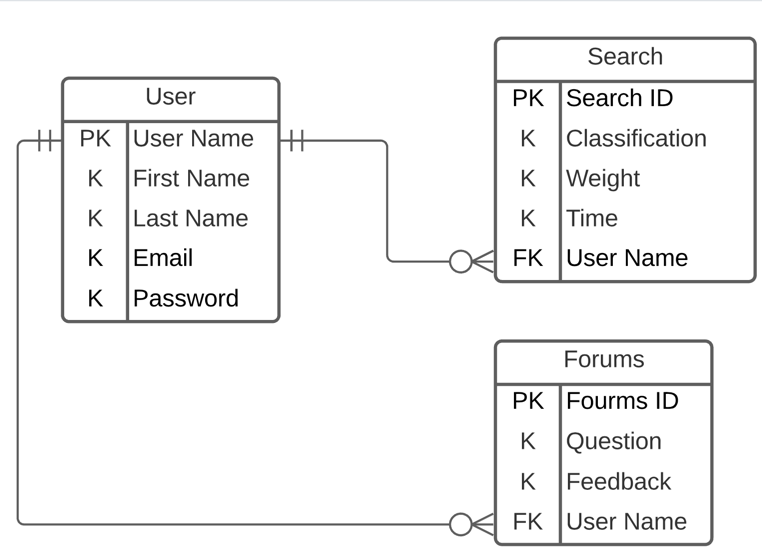 User
PK User Name
K First Name
K Last Name
K Email
K Password
Search
PK Search ID
K Classification
K Weight
K Time
FK User Name
Forums
PK Fourms ID
K Question
K Feedback
FK User Name